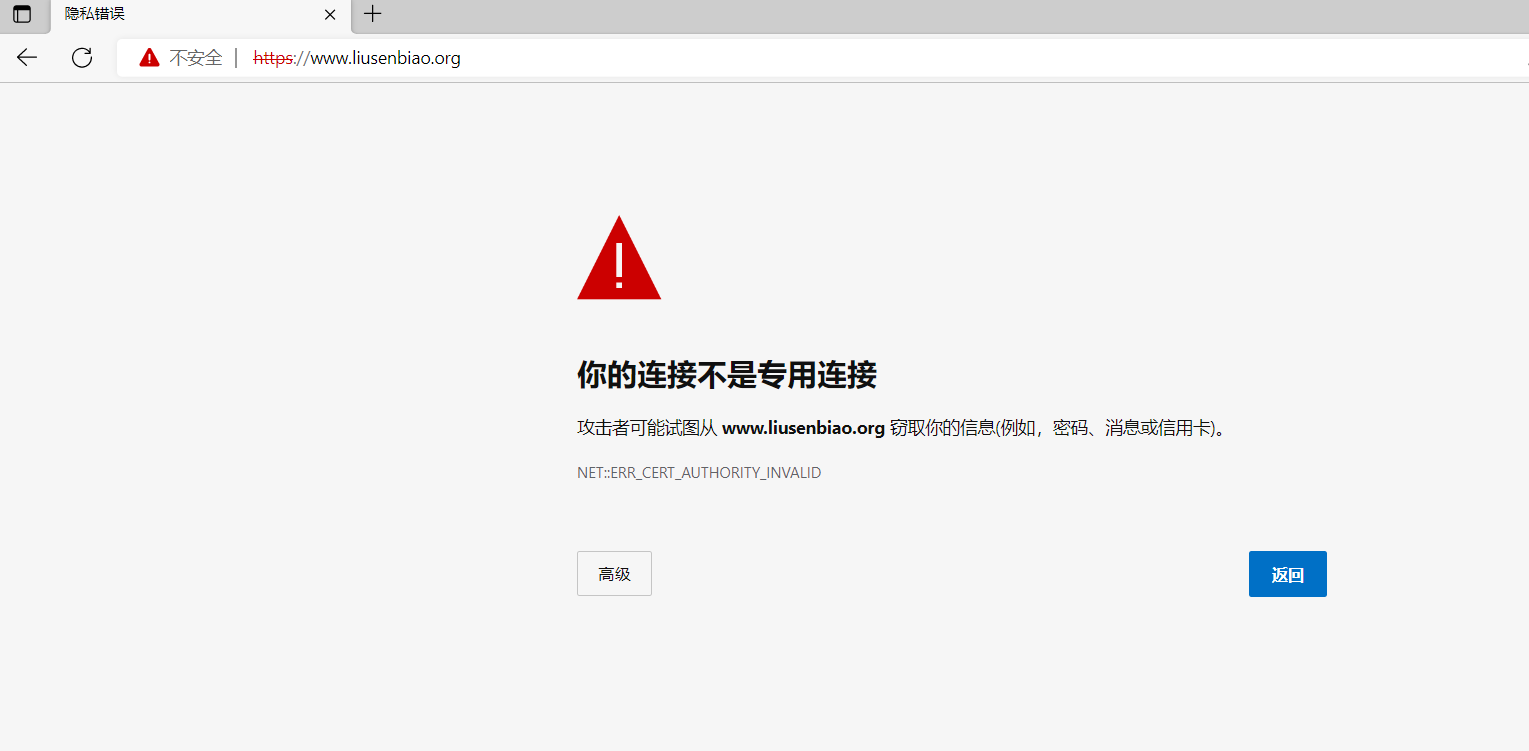 隐私错误
不安全 | https://www.liusenbiao.org
你的连接不是专用连接
攻击者可能试图从 www.liusenbiao.org 窃取你的信息(例如，密码、消息或信用卡)。
NET::ERR_CERT_AUTHORITY_INVALID
高级
返回